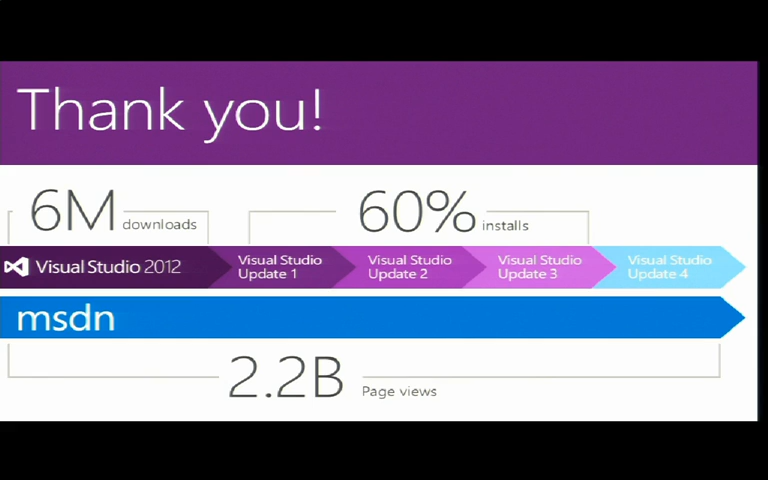 Thank you!
6M downloads
60% installs
Visual Studio 2012
Visual Studio
Update 1
Visual Studio
Update 2
Visual Studio
Update 3
Visual Studio
Update 4
msdn
2.2B Page views